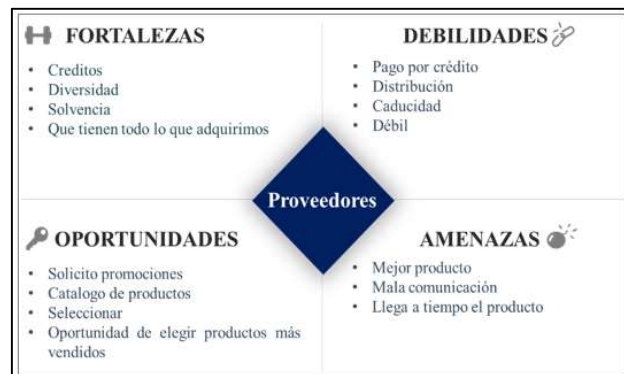 FORTALEZAS
• Creditos
• Diversidad
• Solvencia
• Que tienen todo lo que adquirimos
DEBILIDADES
• Pago por crédito
• Distribución
• Caducidad
• Débil
Proveedores
OPORTUNIDADES
• Solicito promociones
• Catalogo de productos
• Seleccionar
• Oportunidad de elegir productos más
vendidos
AMENAZAS
• Mejor producto
• Mala comunicación
• Llega a tiempo el producto